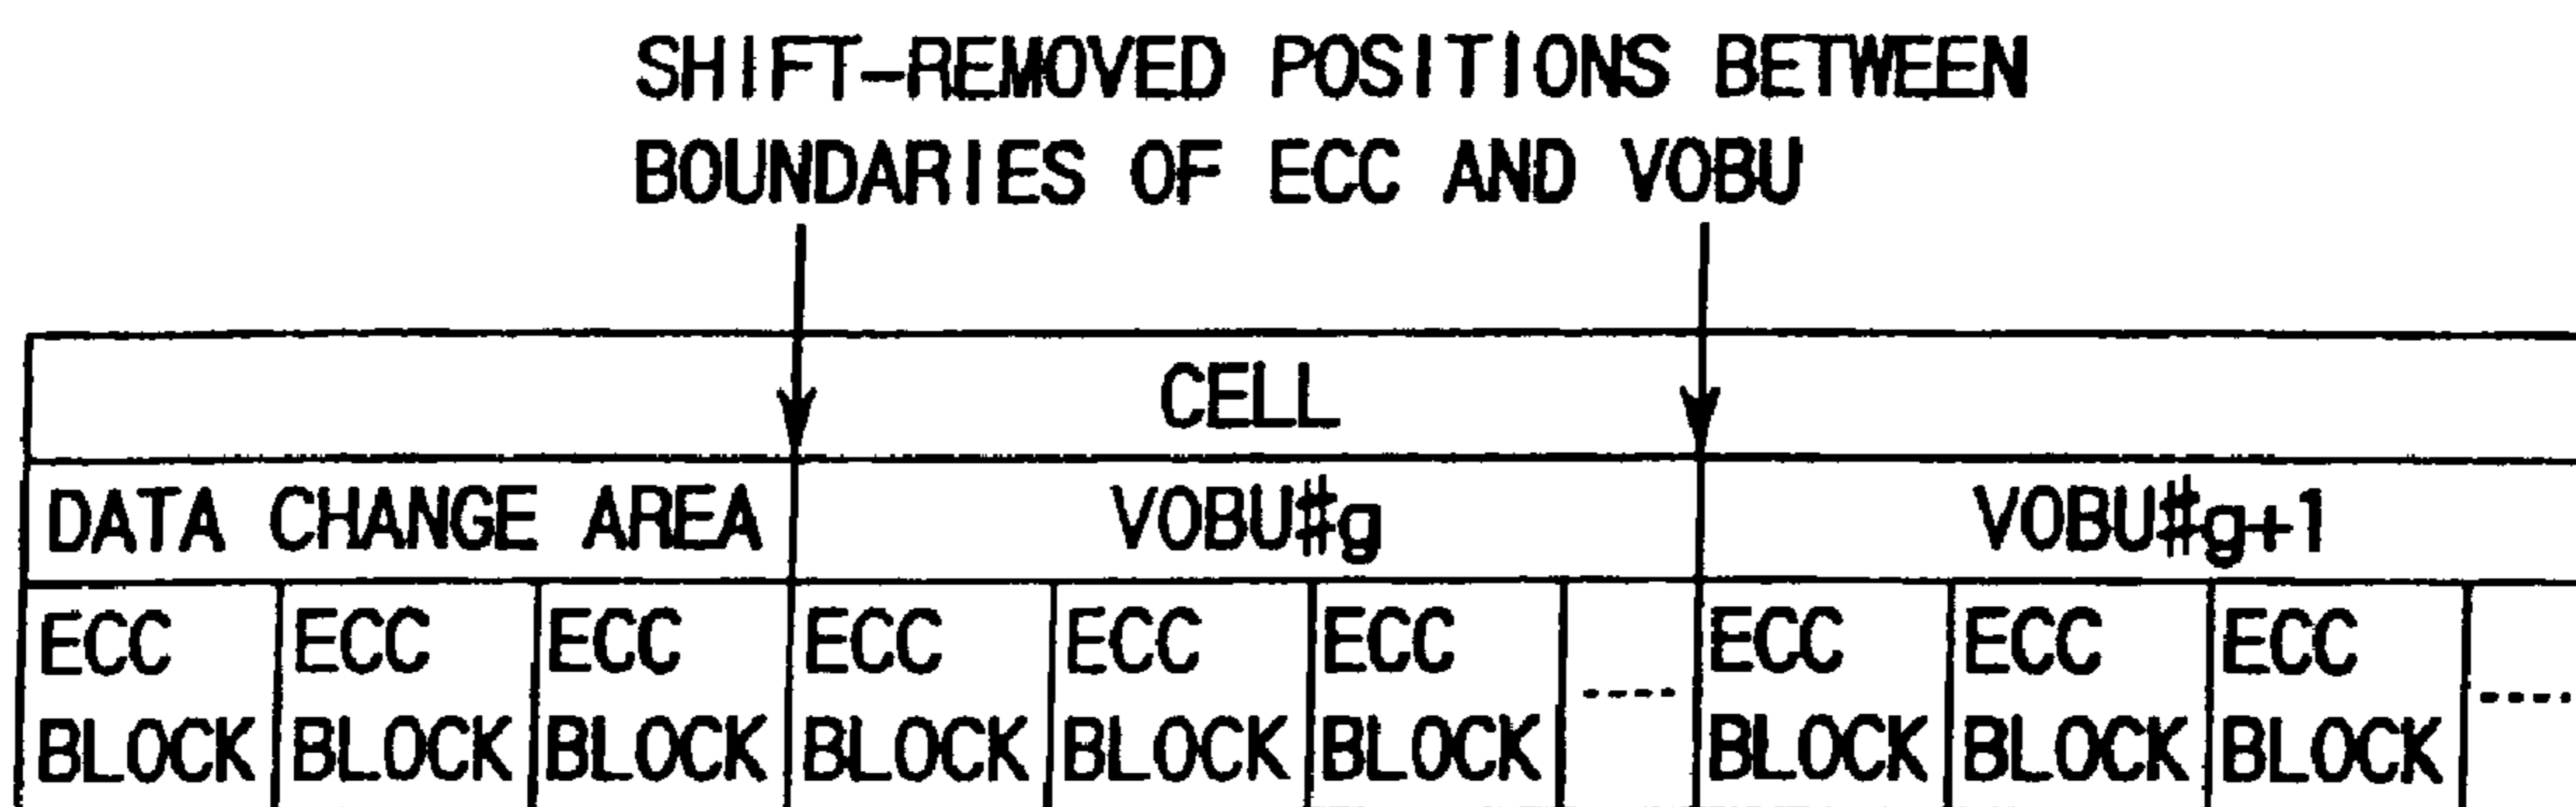 SHIFT-REMOVED POSITIONS BETWEEN
BOUNDARIES OF ECC AND VOBU
CELL
DATA CHANGE AREA VOBU#g VOBU#g+1
ECC ECC ECC ECC ECC ECC ECC ECC ECC
BLOCK BLOCK BLOCK BLOCK BLOCK BLOCK ---- BLOCK BLOCK BLOCK ----